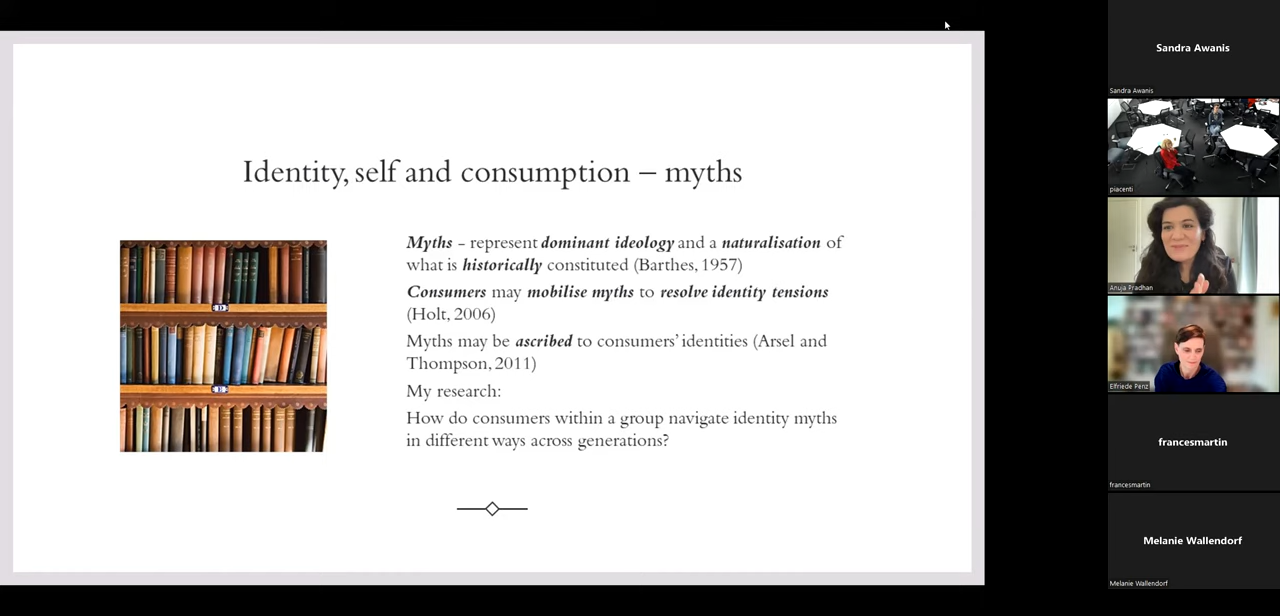 Identity, self and consumption – myths
Myths – represent dominant ideology and a naturalisation of
what is historically constituted (Barthes, 1957)
Consumers may mobilise myths to resolve identity tensions
(Holt, 2006)
Myths may be ascribed to consumers' identities (Arsel and
Thompson, 2011)
My research:
How do consumers within a group navigate identity myths
in different ways across generations?
D
E
Sandra Awanis
Sandra Awanis
piacenti
Anuja Pradhan
Elfriede Penz
francesmartin
francesmartin
Melanie Wallendorf
Melanie Wallendorf